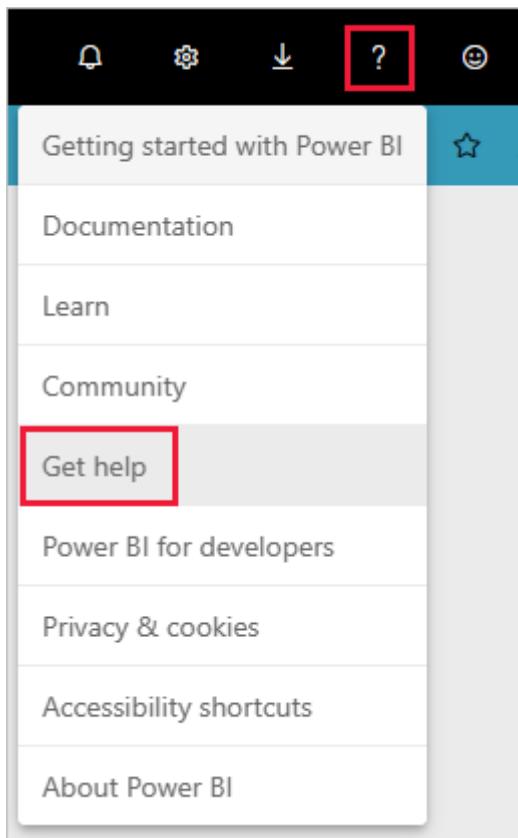 ?
Getting started with Power BI
Documentation
Learn
Community
Get help
Power BI for developers
Privacy & cookies
Accessibility shortcuts
About Power BI